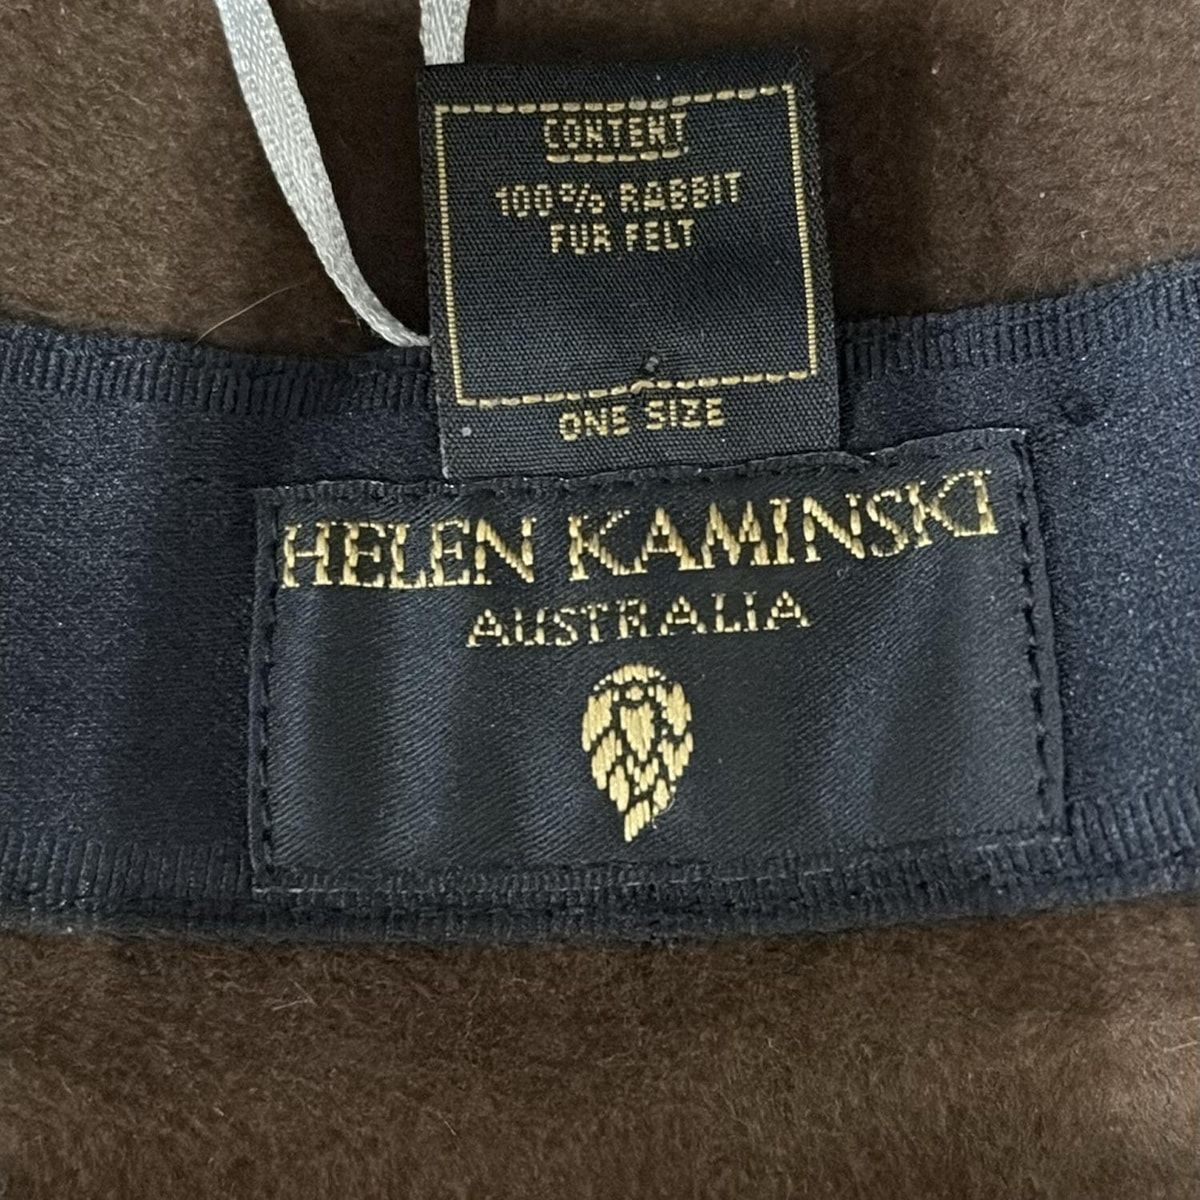 CONTENT
100% RABBIT
FUR FELT
ONE SIZE
HELEN KAMINSKI
AUSTRALIA